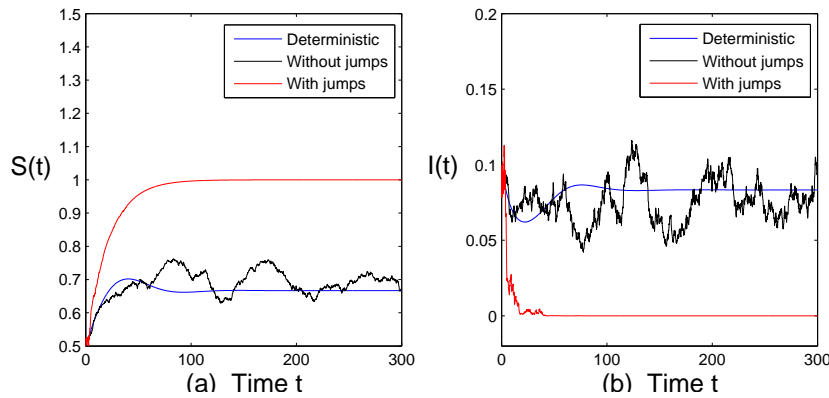 1.5
1.4
1.3
1.2
1.1
1
0.9
0.8
0.7
0.6
0.5
S(t)
Deterministic
Without jumps
With jumps
0 100 200 300
(a) Time t
0.2
0.15
0.1
0.05
0
I(t)
Deterministic
Without jumps
With jumps
0 100 200 300
(b) Time t